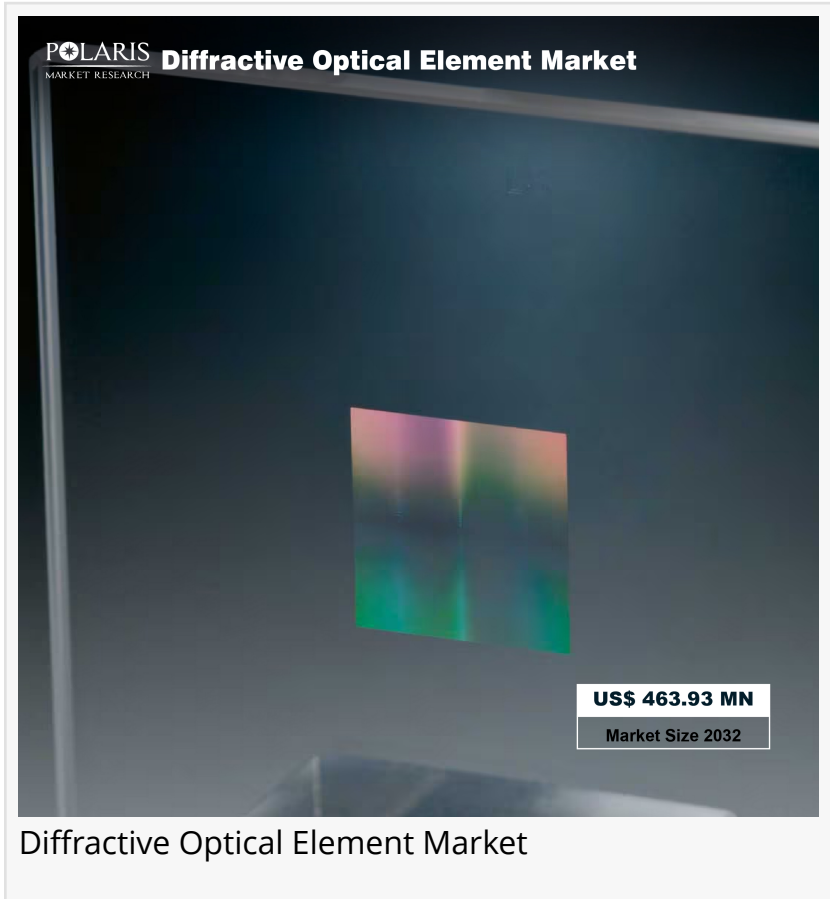 POLARIS
MARKET RESEARCH
Diffractive Optical Element Market
US$ 463.93 MN
Market Size 2032
Diffractive Optical Element Market